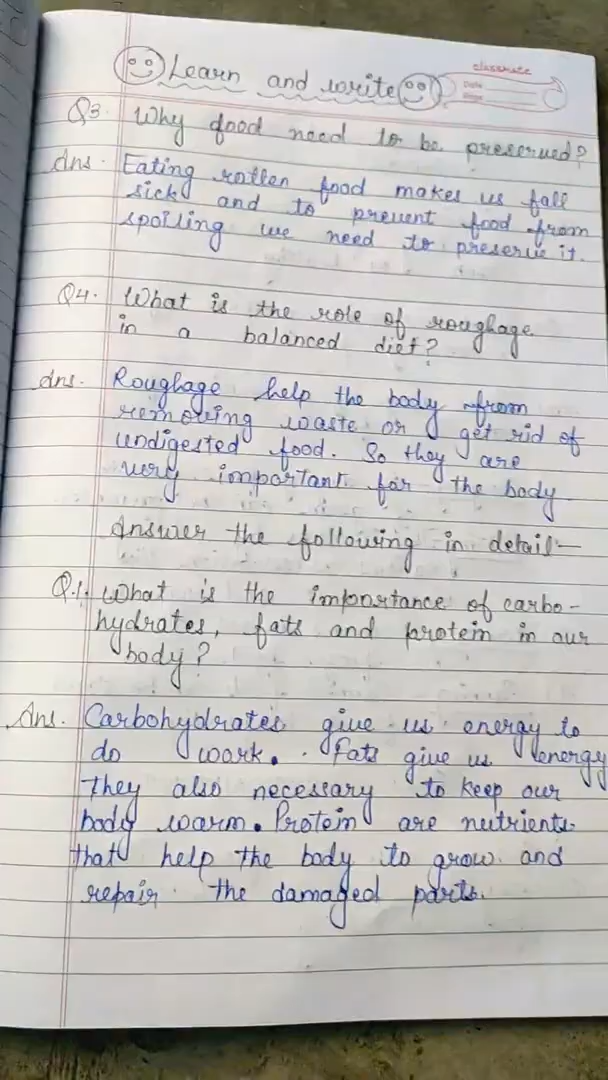 classmate
Date
Page
Learn and write
Q3 Why food need to be preserved?
Ans. Eating rotten food makes us fall
sick and to prevent food from
spoiling we need to preserve it.
Q4. What is the role of roughage
in a balanced diet?
Ans. Roughage help the body from
removing waste or get rid of
undigested food. So they are
very important for the body
Answer the following in detail-
Q.1. What is the importance of carbo-
hydrates, fats and protein in our
body?
Ans. Carbohydrates give us energy to
do work. Fats give us energy
they also necessary to keep our
body warm. Protein are nutrients
that help the body to grow and
repair the damaged parts.